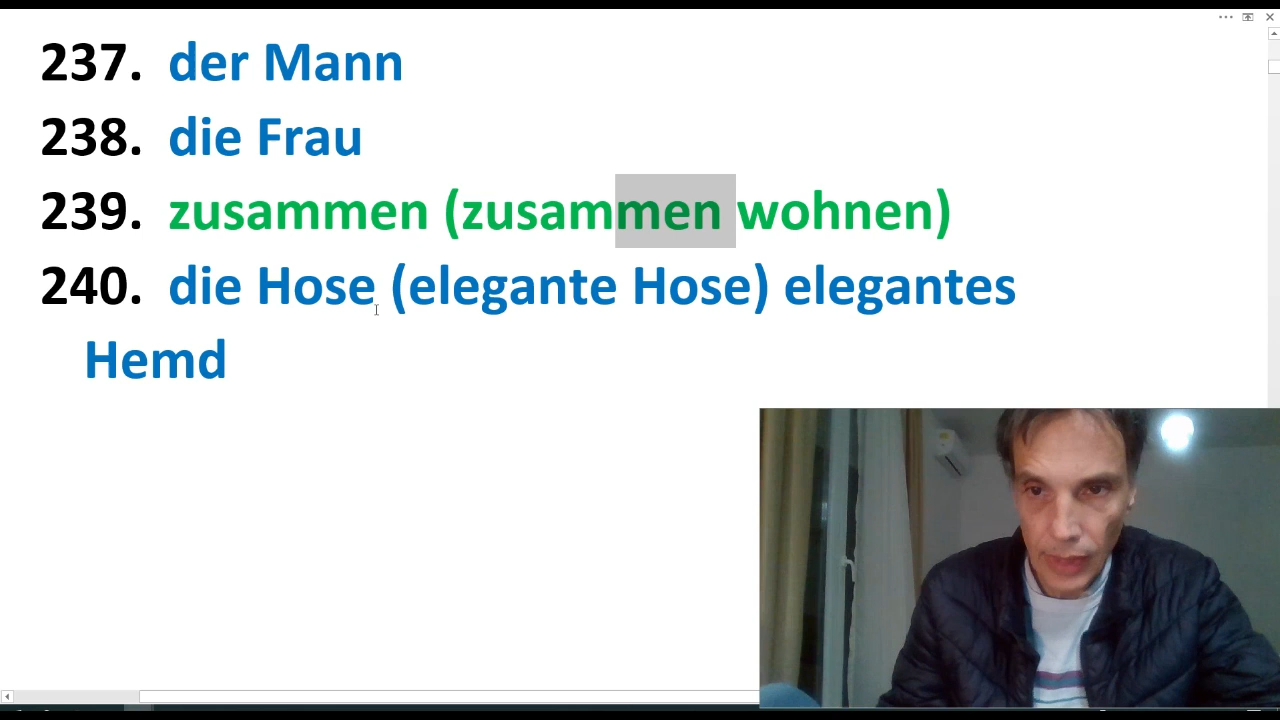 237. der Mann
238. die Frau
239. zusammen (zusammen wohnen)
240. die Hose (elegante Hose) elegantes
Hemd